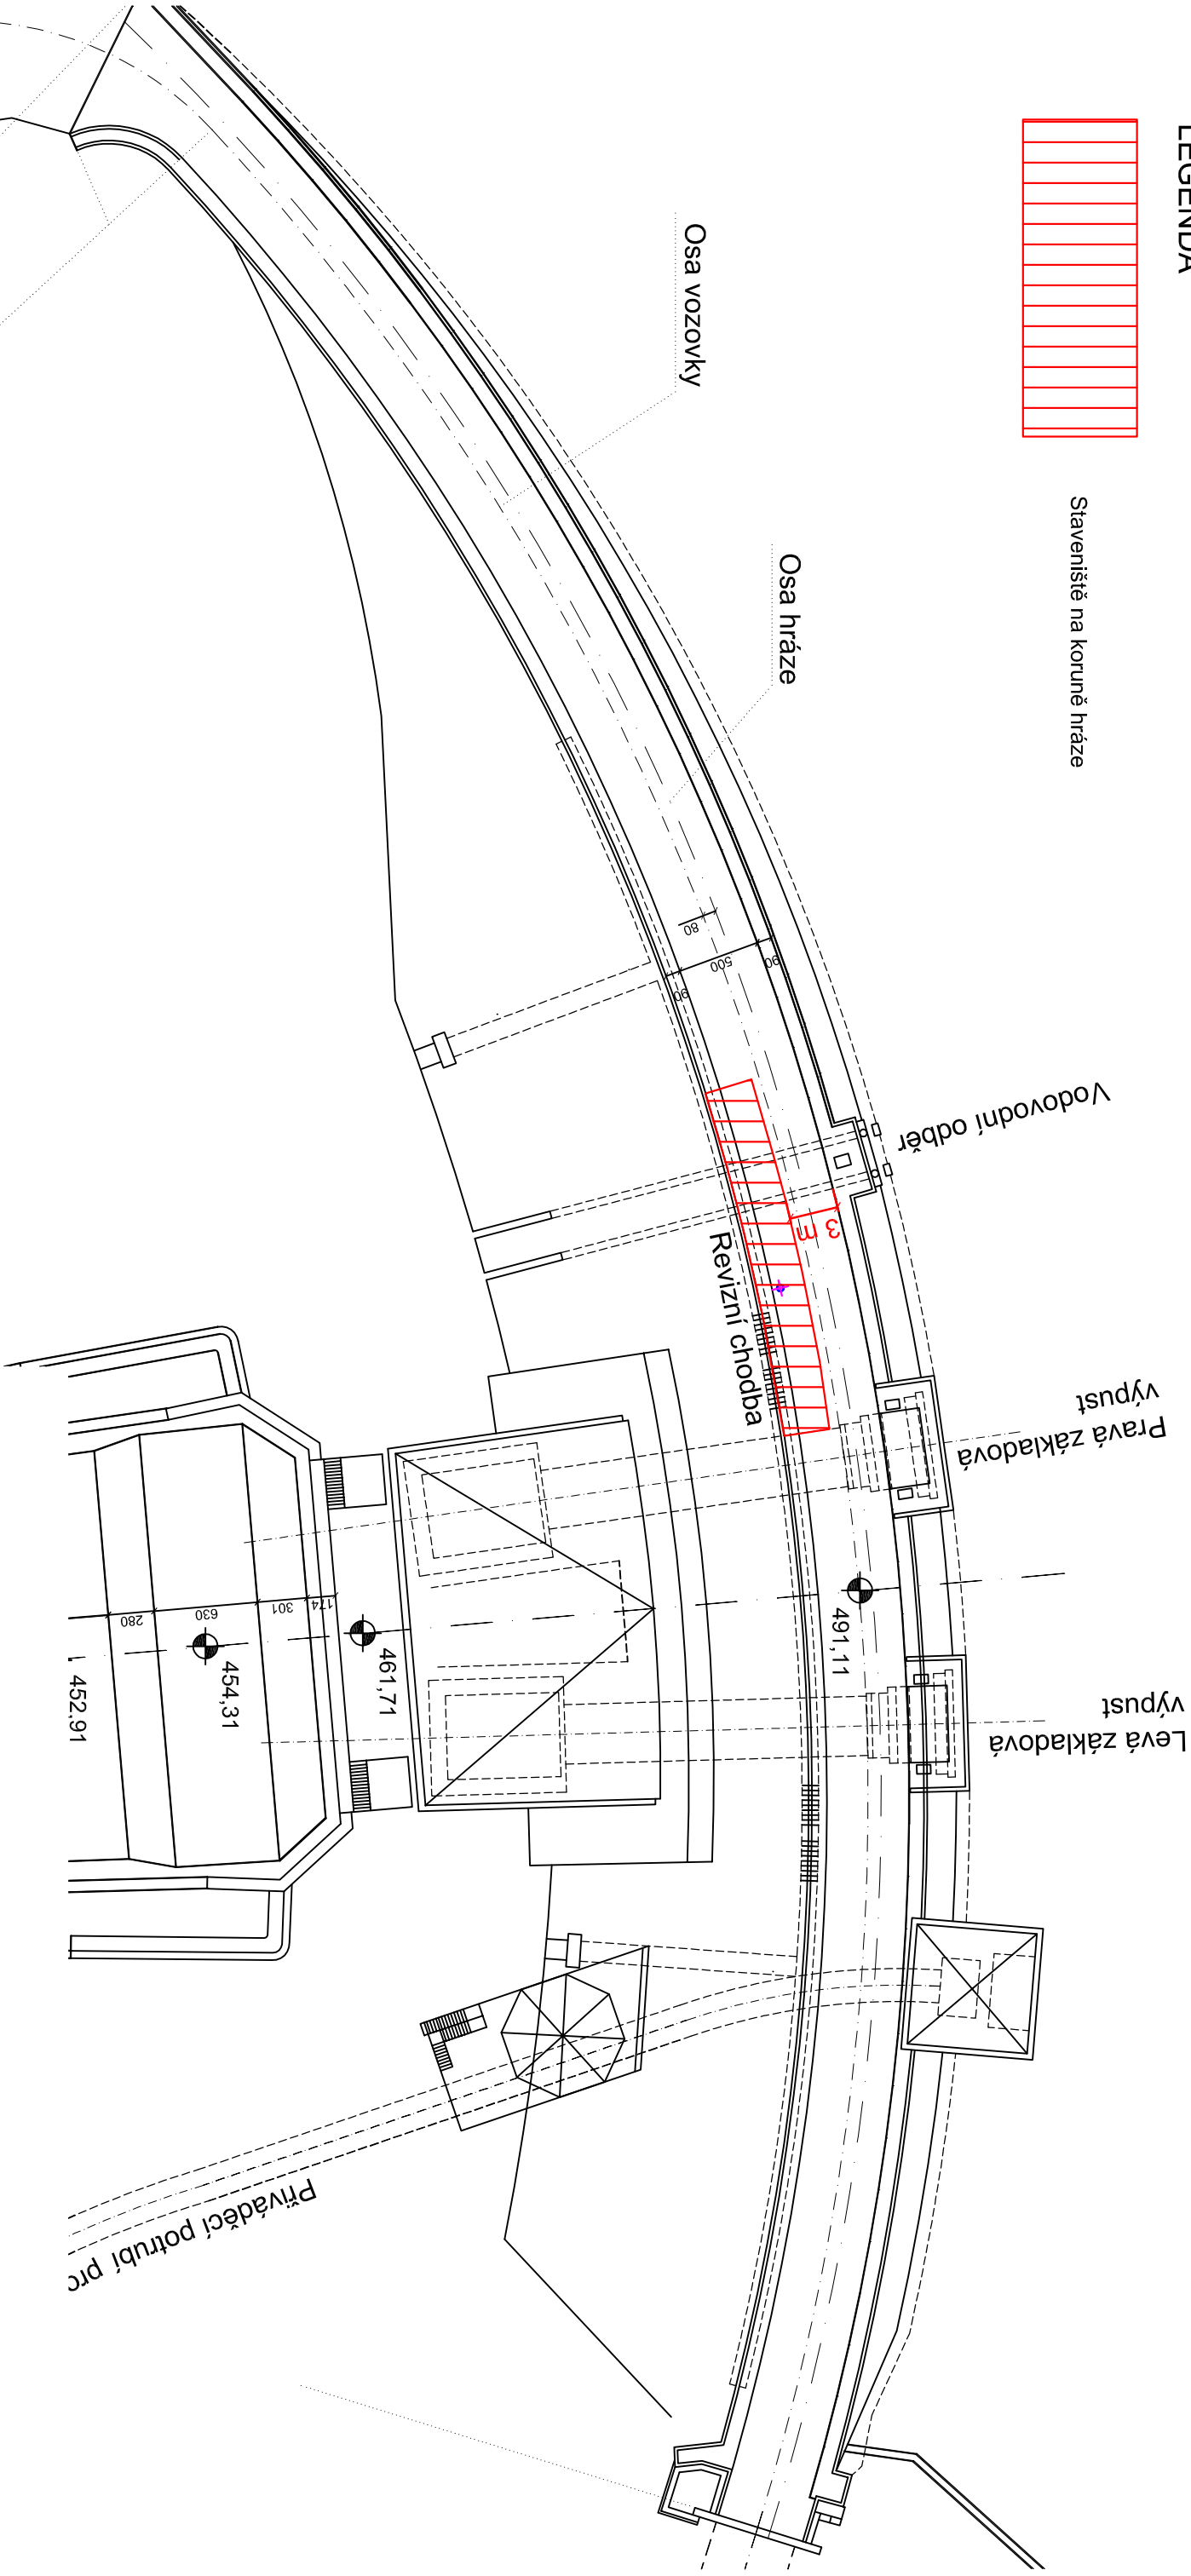 LEGENDA
Staveniště na koruně hráze
Osa vozovky
Osa hráze
80
500
90
90
Vodovodní odběr
3 m
Revizní chodba
Pravá základová
výpust
491,11
Levá základová
výpust
174
301
630
280
461,71
454,31
452,91
Přiváděcí potrubí pro